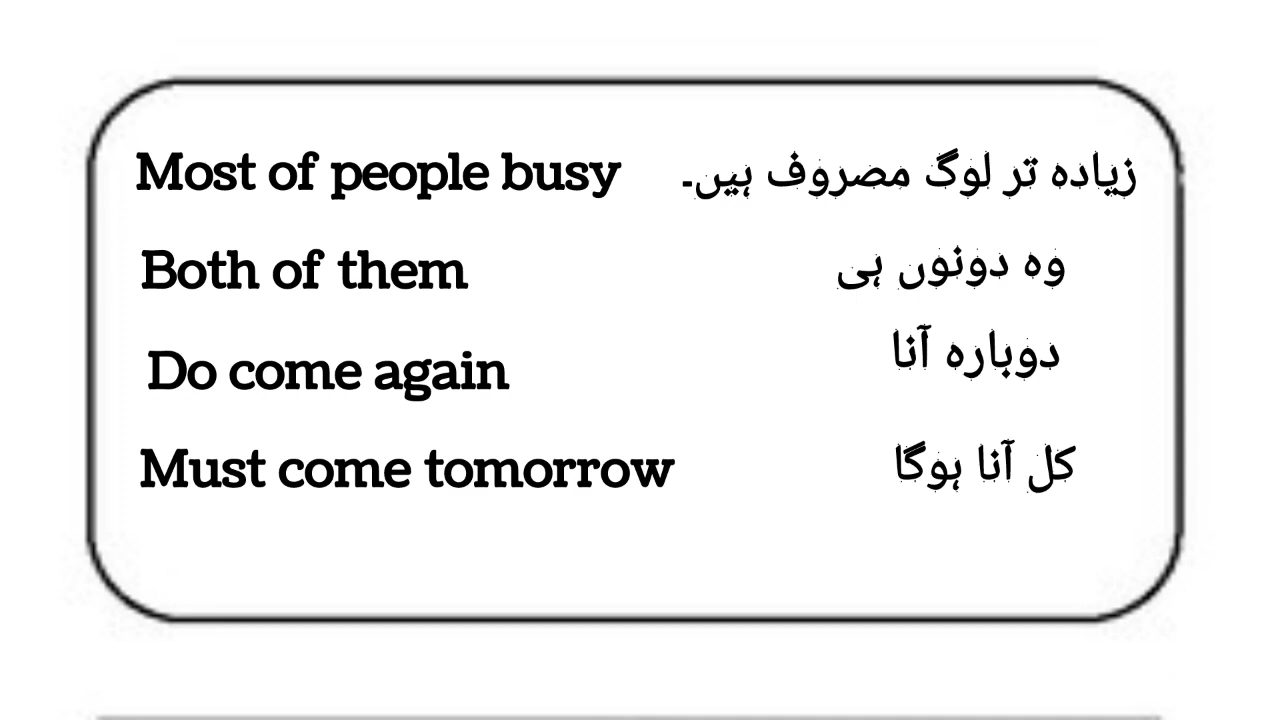 Most of people busy زیادہ تر لوگ مصروف ہیں۔
Both of them وہ دونوں ہی
Do come again دوبارہ آنا
Must come tomorrow کل آنا ہوگا